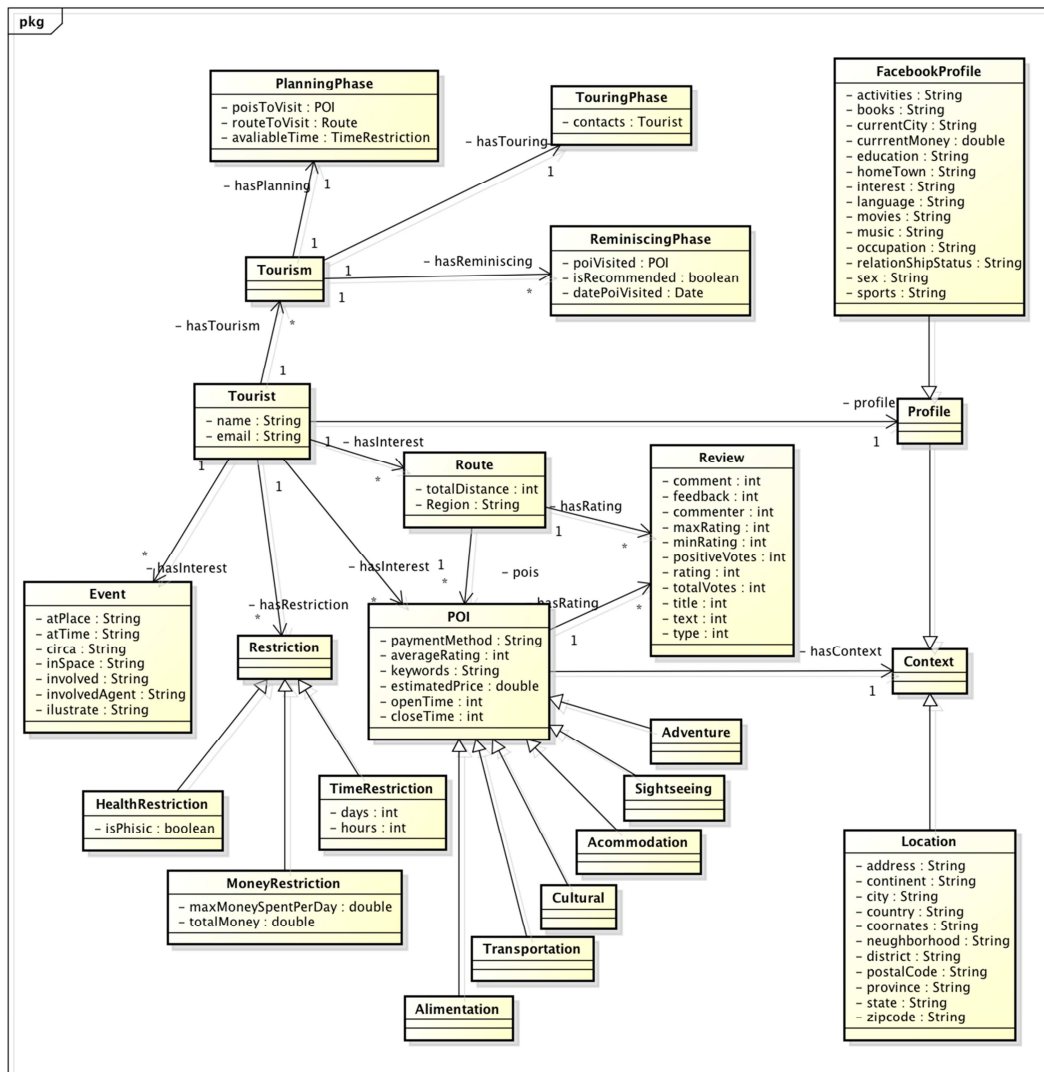 pkg
PlanningPhase
- poisToVisit : POI
- routeToVisit : Route
- avaliableTime : TimeRestriction
TouringPhase
- contacts : Tourist
FacebookProfile
- activities : String
- books : String
- currentCity : String
- currrentMoney : double
- education : String
- homeTown : String
- interest : String
- language : String
- movies : String
- music : String
- occupation : String
- relationShipStatus : String
- sex : String
- sports : String
- hasTouring
1
- hasPlanning
1
1
Tourism
1
1
- hasReminiscing
*
ReminiscingPhase
- poiVisited : POI
- isRecommended : boolean
- datePoiVisited : Date
- hasTourism
*
1
Tourist
- name : String
- email : String
- profile
1
Profile
1
- hasInterest
*
1
1
Route
- totalDistance : int
- Region : String
- hasRating
1
*
Review
- comment : int
- feedback : int
- commenter : int
- maxRating : int
- minRating : int
- positiveVotes : int
- rating : int
- totalVotes : int
- title : int
- text : int
- type : int
*
- hasInterest
- hasInterest
*
1
*
- pois
hasRating
1
*
Event
- atPlace : String
- atTime : String
- circa : String
- inSpace : String
- involved : String
- involvedAgent : String
- ilustrate : String
- hasRestriction
*
Restriction
POI
- paymentMethod : String
- averageRating : int
- keywords : String
- estimatedPrice : double
- openTime : int
- closeTime : int
- hasContext
1
Context
Adventure
Sightseeing
Acommodation
Cultural
Transportation
Alimentation
HealthRestriction
- isPhisic : boolean
TimeRestriction
- days : int
- hours : int
MoneyRestriction
- maxMoneySpentPerDay : double
- totalMoney : double
Location
- address : String
- continent : String
- city : String
- country : String
- coornates : String
- neughborhood : String
- district : String
- postalCode : String
- province : String
- state : String
- zipcode : String